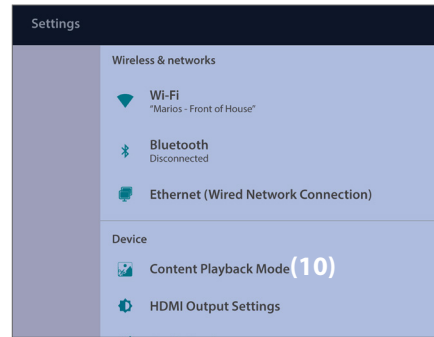 Settings
Wireless & networks
Wi-Fi
“Marios - Front of House”
Bluetooth
Disconnected
Ethernet (Wired Network Connection)
Device
Content Playback Mode (10)
HDMI Output Settings